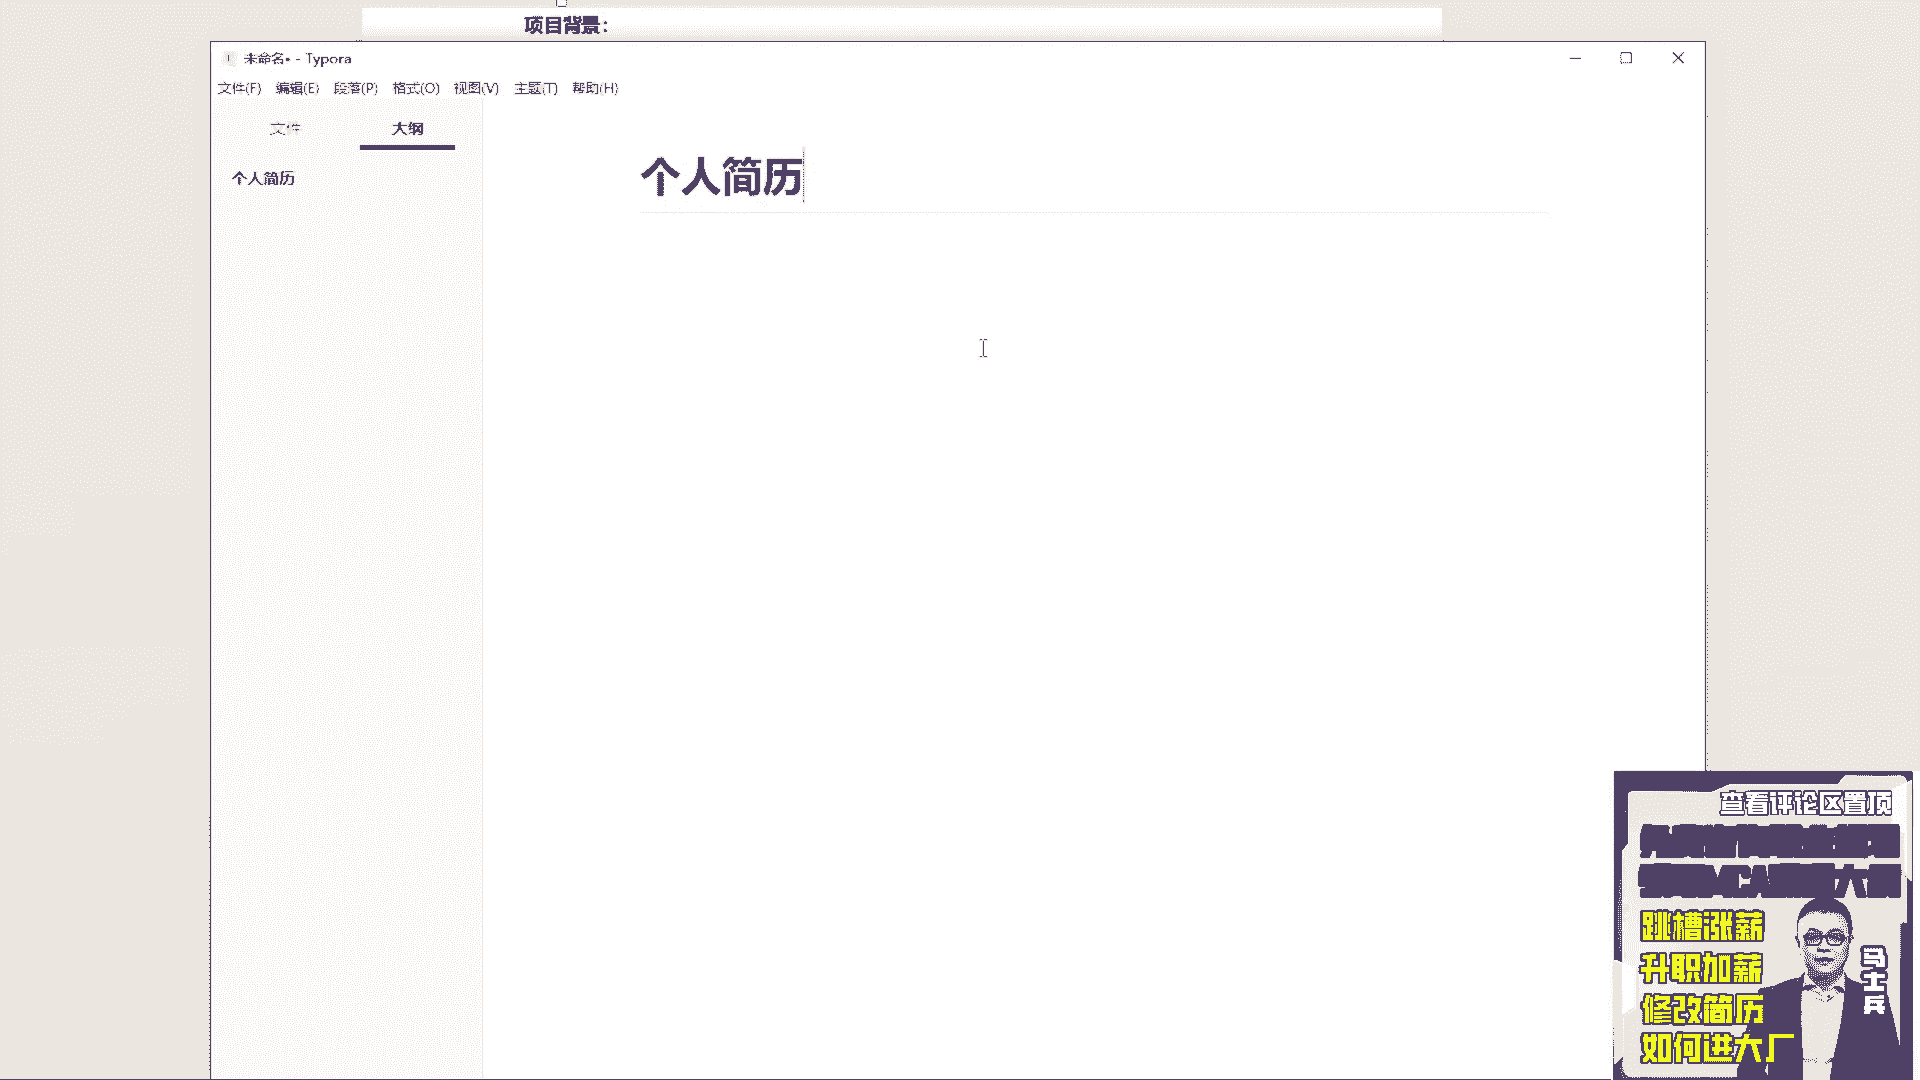 项目背景：
未命名• - Typora
文件(F) 编辑(E) 段落(P) 格式(O) 视图(V) 主题(T) 帮助(H)
文件 大纲
个人简历
个人简历
查看评论区置顶
跳槽涨薪
升职加薪
修改简历
如何进大厂
马士兵